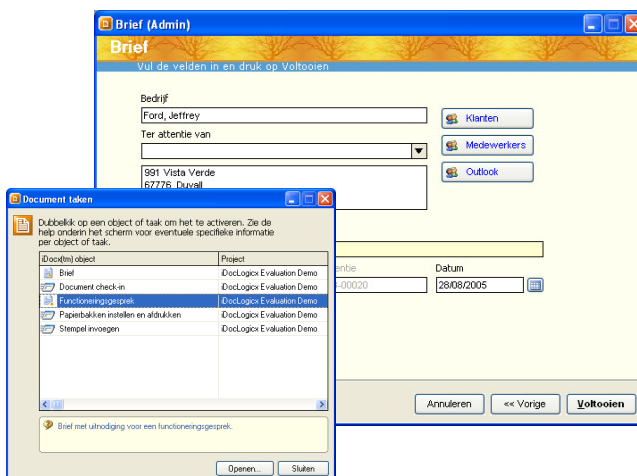 Brief (Admin)
Brief
Vul de velden in en druk op Voltooien
Bedrijf
Ford, Jeffrey
Klanten
Ter attentie van
Medewerkers
991 Vista Verde
67776 Duvall
Outlook
entie
Datum
-00020
28/08/2005
Annuleren
<< Vorige
Voltooien
Document taken
Dubbelklik op een object of taak om het te activeren. Zie de
help onderin het scherm voor eventuele specifieke informatie
per object of taak.
iDocx(tm) object Project
Brief iDocLogicx Evaluation Demo
Document check-in iDocLogicx Evaluation Demo
Functioneringsgesprek iDocLogicx Evaluation Demo
Papierbakken instellen en afdrukken iDocLogicx Evaluation Demo
Stempel invoegen iDocLogicx Evaluation Demo
Brief met uitnodiging voor een functioneringsgesprek.
Openen...
Sluiten